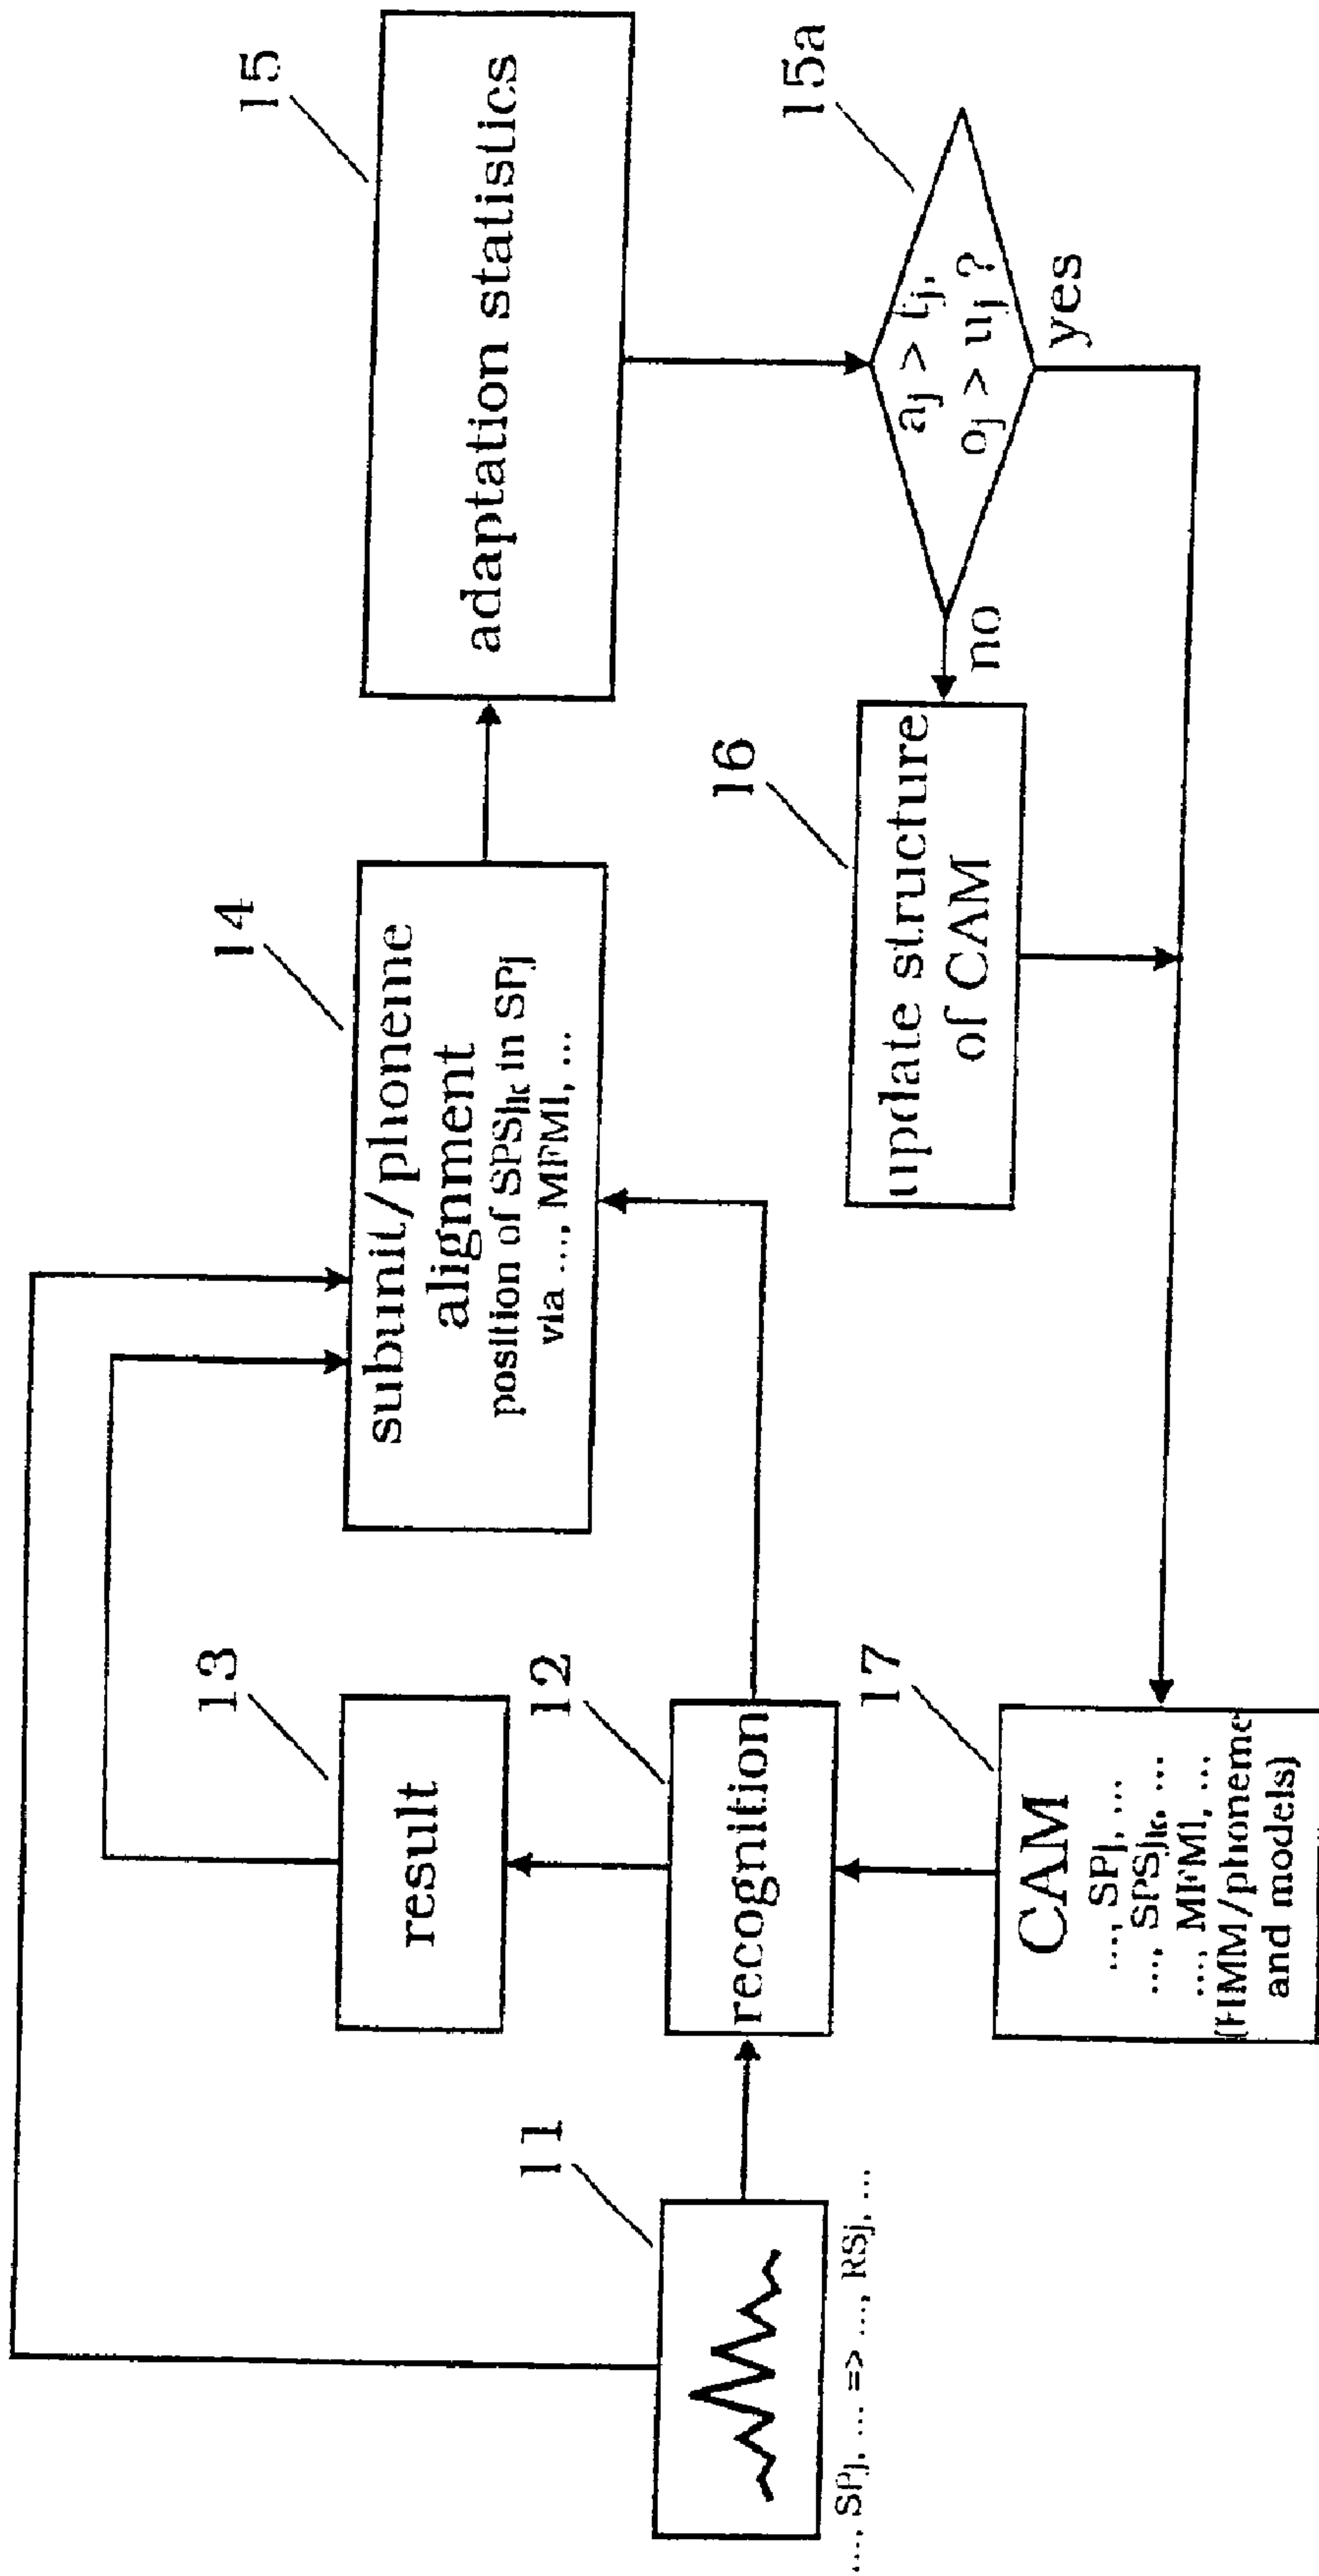 15
adaptation statistics
14
subunit/phoneme
alignment
position of SPSjk in SPj
via ..., MFMl, ...
13
result
15a
aj > tj,
oj > uj ?
yes
no
16
update structure
of CAM
12
recognition
11
..., SPj, ... => ..., RSj, ...
17
CAM
..., SPj, ...
..., SPSjk, ...
..., MFMl, ...
(HMM/phoneme
and models)